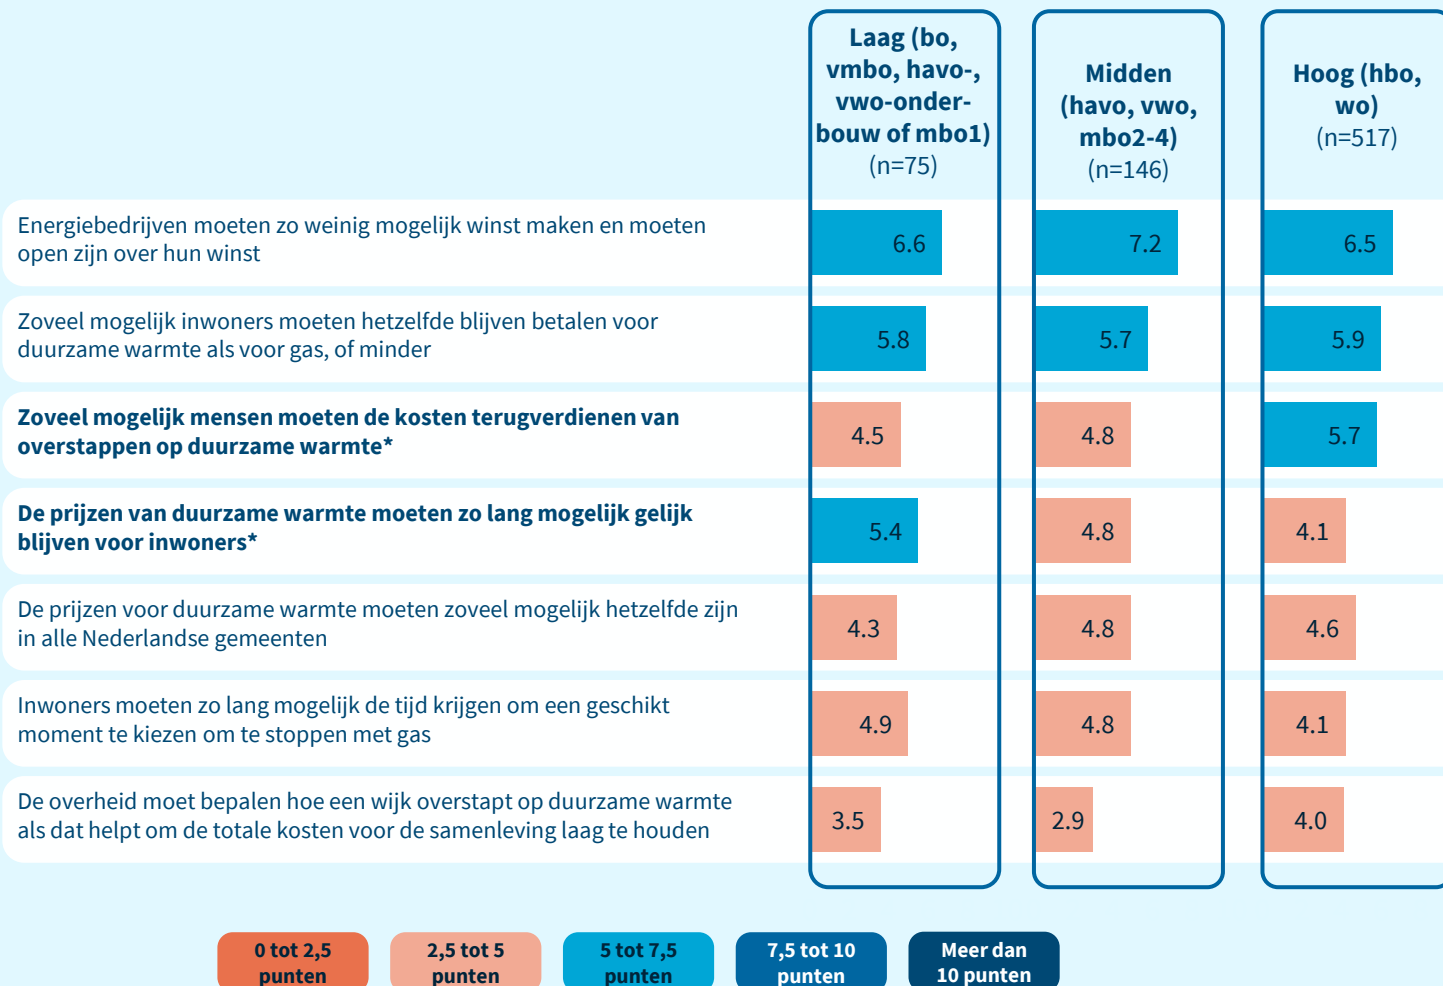 Laag (bo,
vmbo, havo-,
vwo-onder-
bouw of mbo1)
(n=75)
Midden
(havo, vwo,
mbo2-4)
(n=146)
Hoog (hbo,
wo)
(n=517)
Energiebedrijven moeten zo weinig mogelijk winst maken en moeten
open zijn over hun winst
6.6
7.2
6.5
Zoveel mogelijk inwoners moeten hetzelfde blijven betalen voor
duurzame warmte als voor gas, of minder
5.8
5.7
5.9
Zoveel mogelijk mensen moeten de kosten terugverdienen van
overstappen op duurzame warmte*
4.5
4.8
5.7
De prijzen van duurzame warmte moeten zo lang mogelijk gelijk
blijven voor inwoners*
5.4
4.8
4.1
De prijzen voor duurzame warmte moeten zoveel mogelijk hetzelfde zijn
in alle Nederlandse gemeenten
4.3
4.8
4.6
Inwoners moeten zo lang mogelijk de tijd krijgen om een geschikt
moment te kiezen om te stoppen met gas
4.9
4.8
4.1
De overheid moet bepalen hoe een wijk overstapt op duurzame warmte
als dat helpt om de totale kosten voor de samenleving laag te houden
3.5
2.9
4.0
0 tot 2,5
punten
2,5 tot 5
punten
5 tot 7,5
punten
7,5 tot 10
punten
Meer dan
10 punten